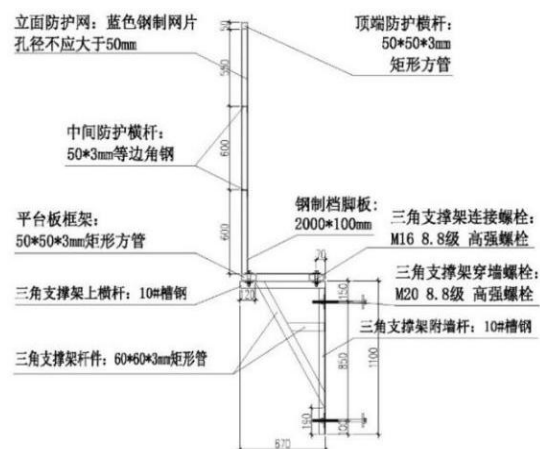 立面防护网：蓝色钢制网片
孔径不应大于50mm
顶端防护横杆：
50*50*3mm
矩形方管
50
580
中间防护横杆：
50*3mm等边角钢
600
钢制档脚板：
2000*100mm
平台板框架：
50*50*3mm矩形方管
600
70
三角支撑架连接螺栓：
M16 8.8级 高强螺栓
三角支撑架上横杆：10#槽钢
120
150
三角支撑架穿墙螺栓：
M20 8.8级 高强螺栓
三角支撑架附墙杆：10#槽钢
三角支撑架杆件：60*60*3mm矩形管
850
1100
190
100
870